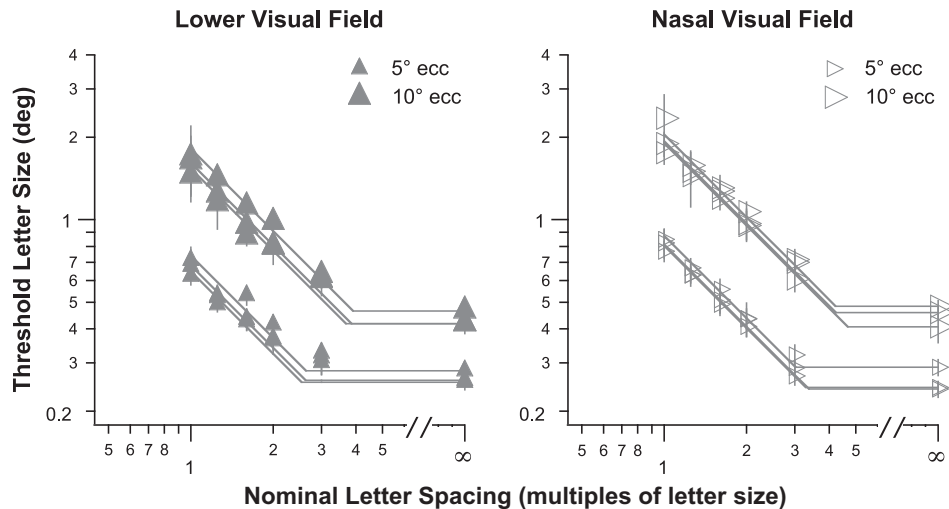 Lower Visual Field
Nasal Visual Field
Threshold Letter Size (deg)
4
3
2
1
7
6
5
4
3
0.2
5° ecc
10° ecc
5 6 7 8 1 2 3 4 5 ∞
4
3
2
1
7
6
5
4
3
0.2
5° ecc
10° ecc
5 6 7 8 1 2 3 4 5 ∞
Nominal Letter Spacing (multiples of letter size)